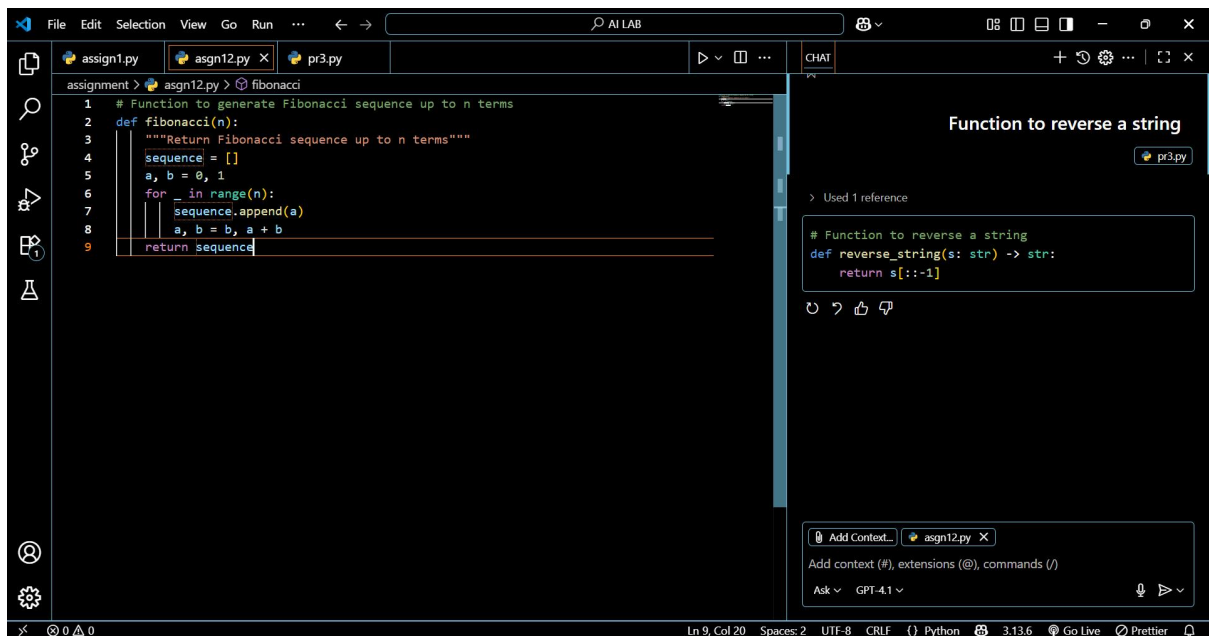 File Edit Selection View Go Run ··· AI LAB
assign1.py asgn12.py pr3.py
assignment > asgn12.py > fibonacci
1 # Function to generate Fibonacci sequence up to n terms
2 def fibonacci(n):
3 """Return Fibonacci sequence up to n terms"""
4 sequence = []
5 a, b = 0, 1
6 for _ in range(n):
7 sequence.append(a)
8 a, b = b, a + b
9 return sequence
CHAT
Function to reverse a string
pr3.py
> Used 1 reference
# Function to reverse a string
def reverse_string(s: str) -> str:
return s[::-1]
Add Context... asgn12.py
Add context (#), extensions (@), commands (/)
Ask GPT-4.1
0 0 Ln 9, Col 20 Spaces: 2 UTF-8 CRLF {} Python 3.13.6 Go Live Prettier
1